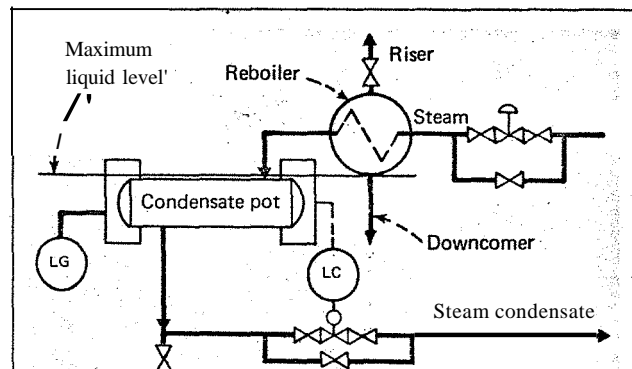 Maximum
liquid level'
Riser
Reboiler
Steam
Condensate pot
Downcomer
LG
LC
Steam condensate